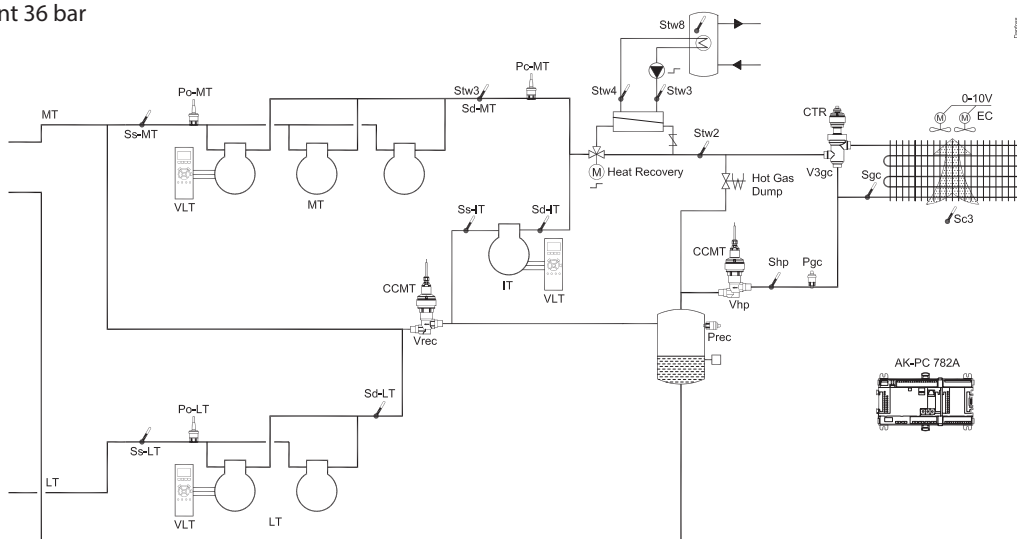 nt 36 bar
Stw8
Po-MT
Pc-MT
MT
Stw3
Stw4
Stw3
0-10V
CTR
EC
Ss-MT
Sd-MT
Stw2
Heat Recovery
V3gc
Hot Gas
Dump
Sgc
VLT
MT
Ss-IT
Sd-IT
Sc3
CCMT
Shp
Pgc
CCMT
IT
VLT
Vhp
Vrec
Prec
AK-PC 782A
Sd-LT
Po-LT
Ss-LT
LT
VLT
LT
M
M
M
M
Danfoss